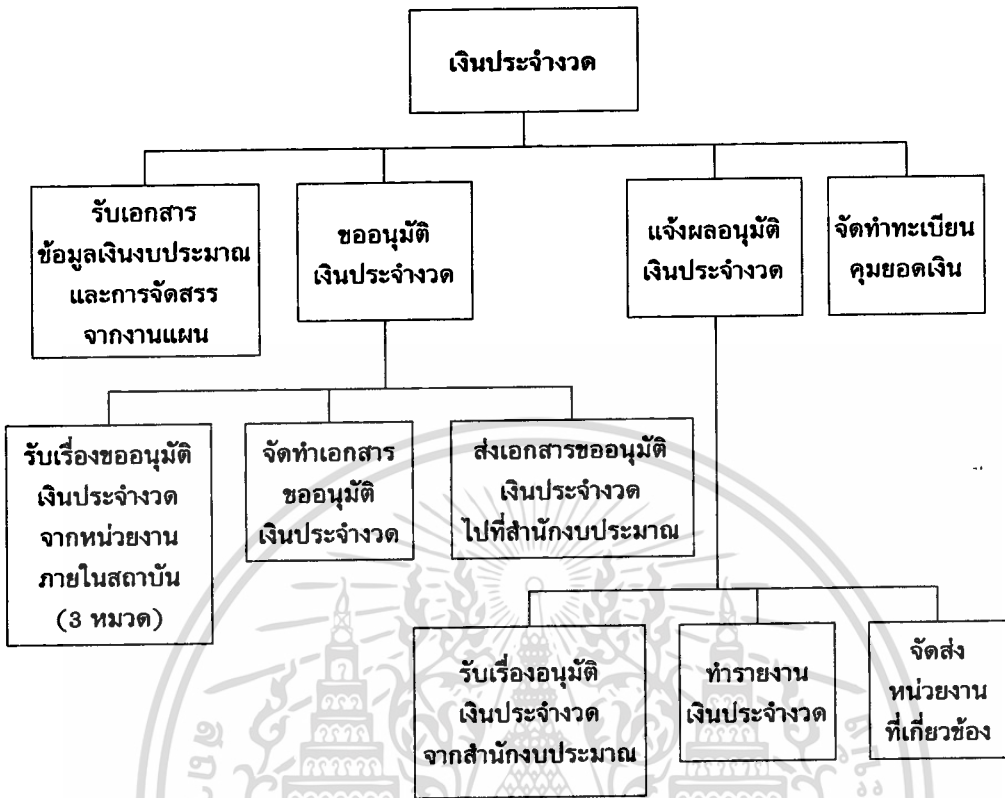 เงินประจำงวด
รับเอกสาร
ข้อมูลเงินงบประมาณ
และการจัดสรร
จากงานแผน
ขออนุมัติ
เงินประจำงวด
แจ้งผลอนุมัติ
เงินประจำงวด
จัดทำทะเบียน
คุมยอดเงิน
รับเรื่องขออนุมัติ
เงินประจำงวด
จากหน่วยงาน
ภายในสถาบัน
(3 หมวด)
จัดทำเอกสาร
ขออนุมัติ
เงินประจำงวด
ส่งเอกสารขออนุมัติ
เงินประจำงวด
ไปที่สำนักงบประมาณ
รับเรื่องอนุมัติ
เงินประจำงวด
จากสำนักงบประมาณ
ทำรายงาน
เงินประจำงวด
จัดส่ง
หน่วยงาน
ที่เกี่ยวข้อง